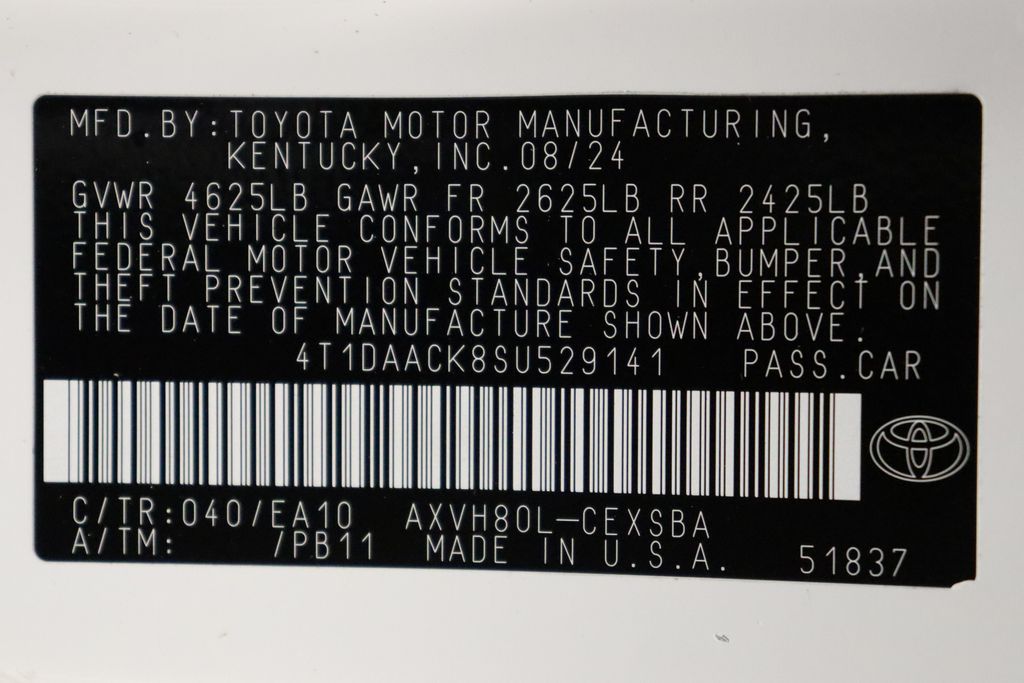 MFD.BY:TOYOTA MOTOR MANUFACTURING,
KENTUCKY,INC.08/24
GVWR 4625LB GAWR FR 2625LB RR 2425LB
THIS VEHICLE CONFORMS TO ALL APPLICABLE
FEDERAL MOTOR VEHICLE SAFETY,BUMPER,AND
THEFT PREVENTION STANDARDS IN EFFECT ON
THE DATE OF MANUFACTURE SHOWN ABOVE.
4T1DAACK8SU529141 PASS.CAR
C/TR:040/EA10 AXVH80L-CEXSBA
A/TM: /PB11 MADE IN U.S.A. 51837